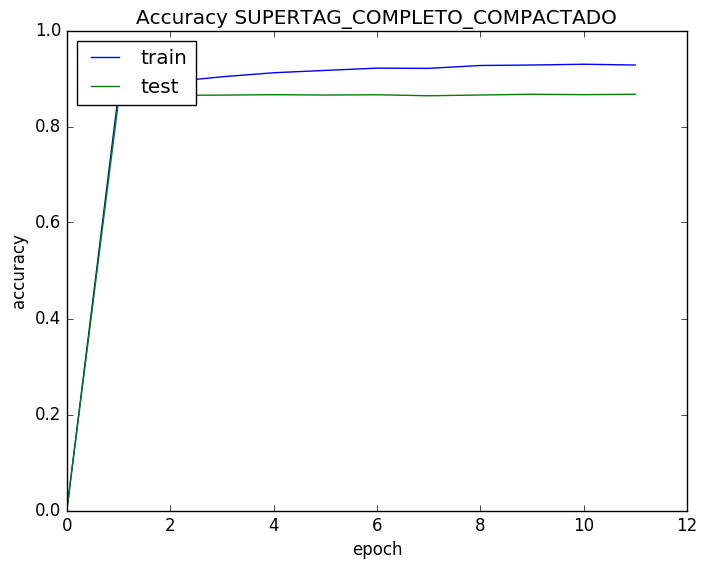 Accuracy SUPERTAG_COMPLETO_COMPACTADO
train
test
1.0
0.8
0.6
0.4
0.2
0.0
accuracy
0 2 4 6 8 10 12
epoch